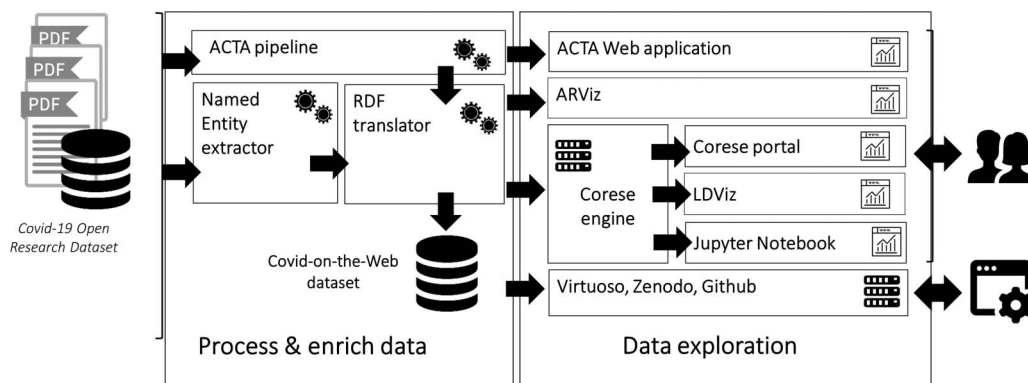 PDF
PDF
PDF
Covid-19 Open
Research Dataset
ACTA pipeline
Named
Entity
extractor
RDF
translator
Covid-on-the-Web
dataset
Process & enrich data
ACTA Web application
ARViz
Corese
engine
Corese portal
LDViz
Jupyter Notebook
Virtuoso, Zenodo, Github
Data exploration